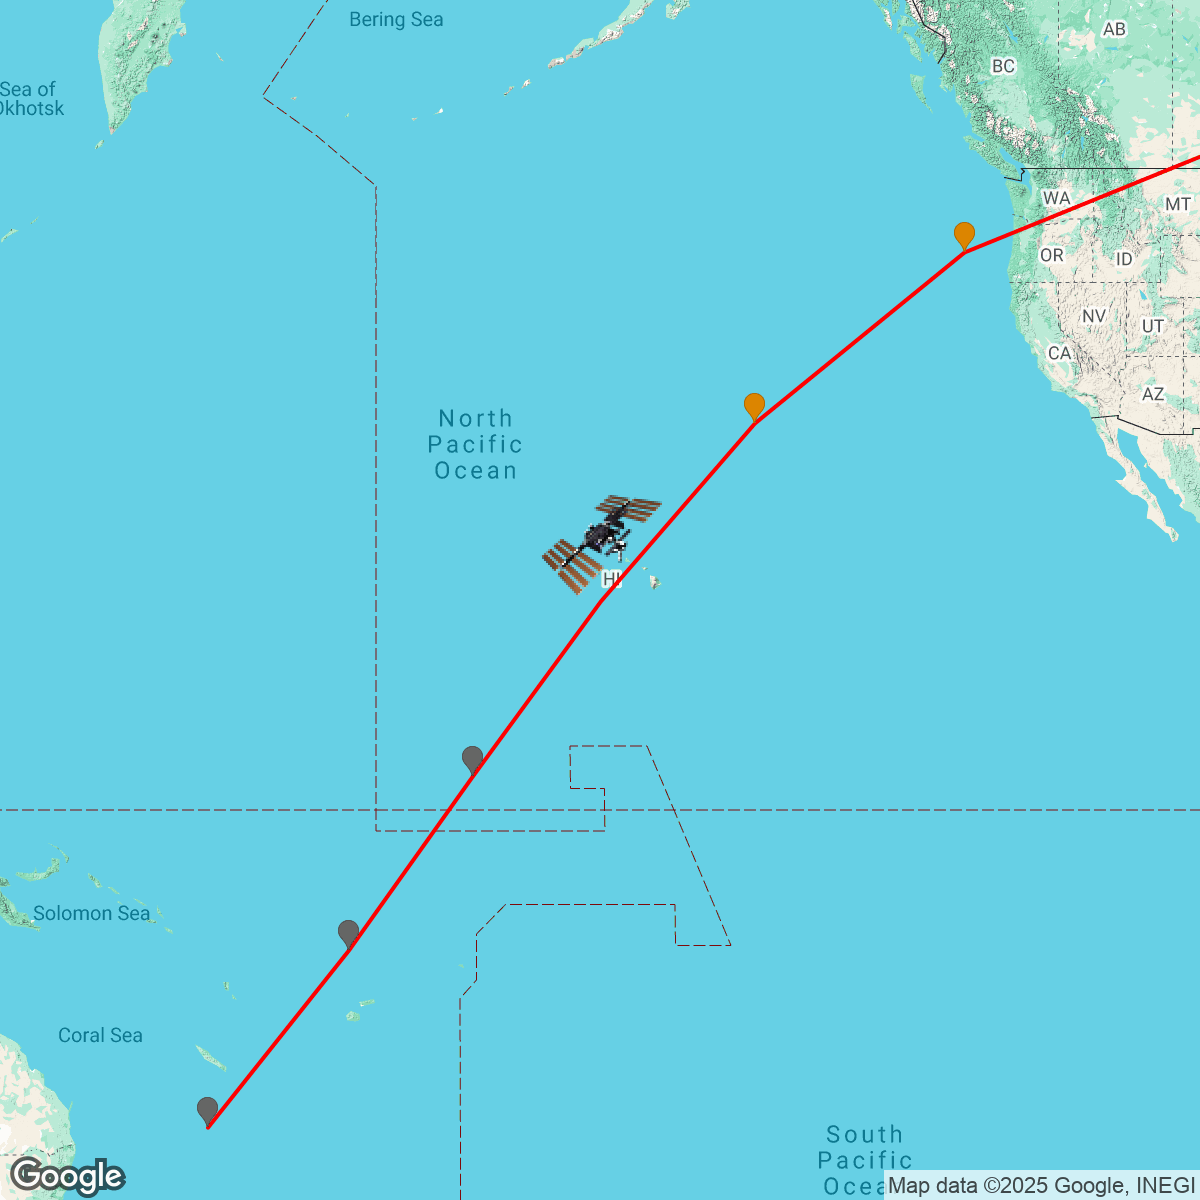 Bering Sea
AB
BC
Sea of
Okhotsk
WA
MT
OR
ID
NV
UT
CA
AZ
North
Pacific
Ocean
HI
Solomon Sea
Coral Sea
South
Pacific
Ocea
Google
Map data ©2025 Google, INEGI